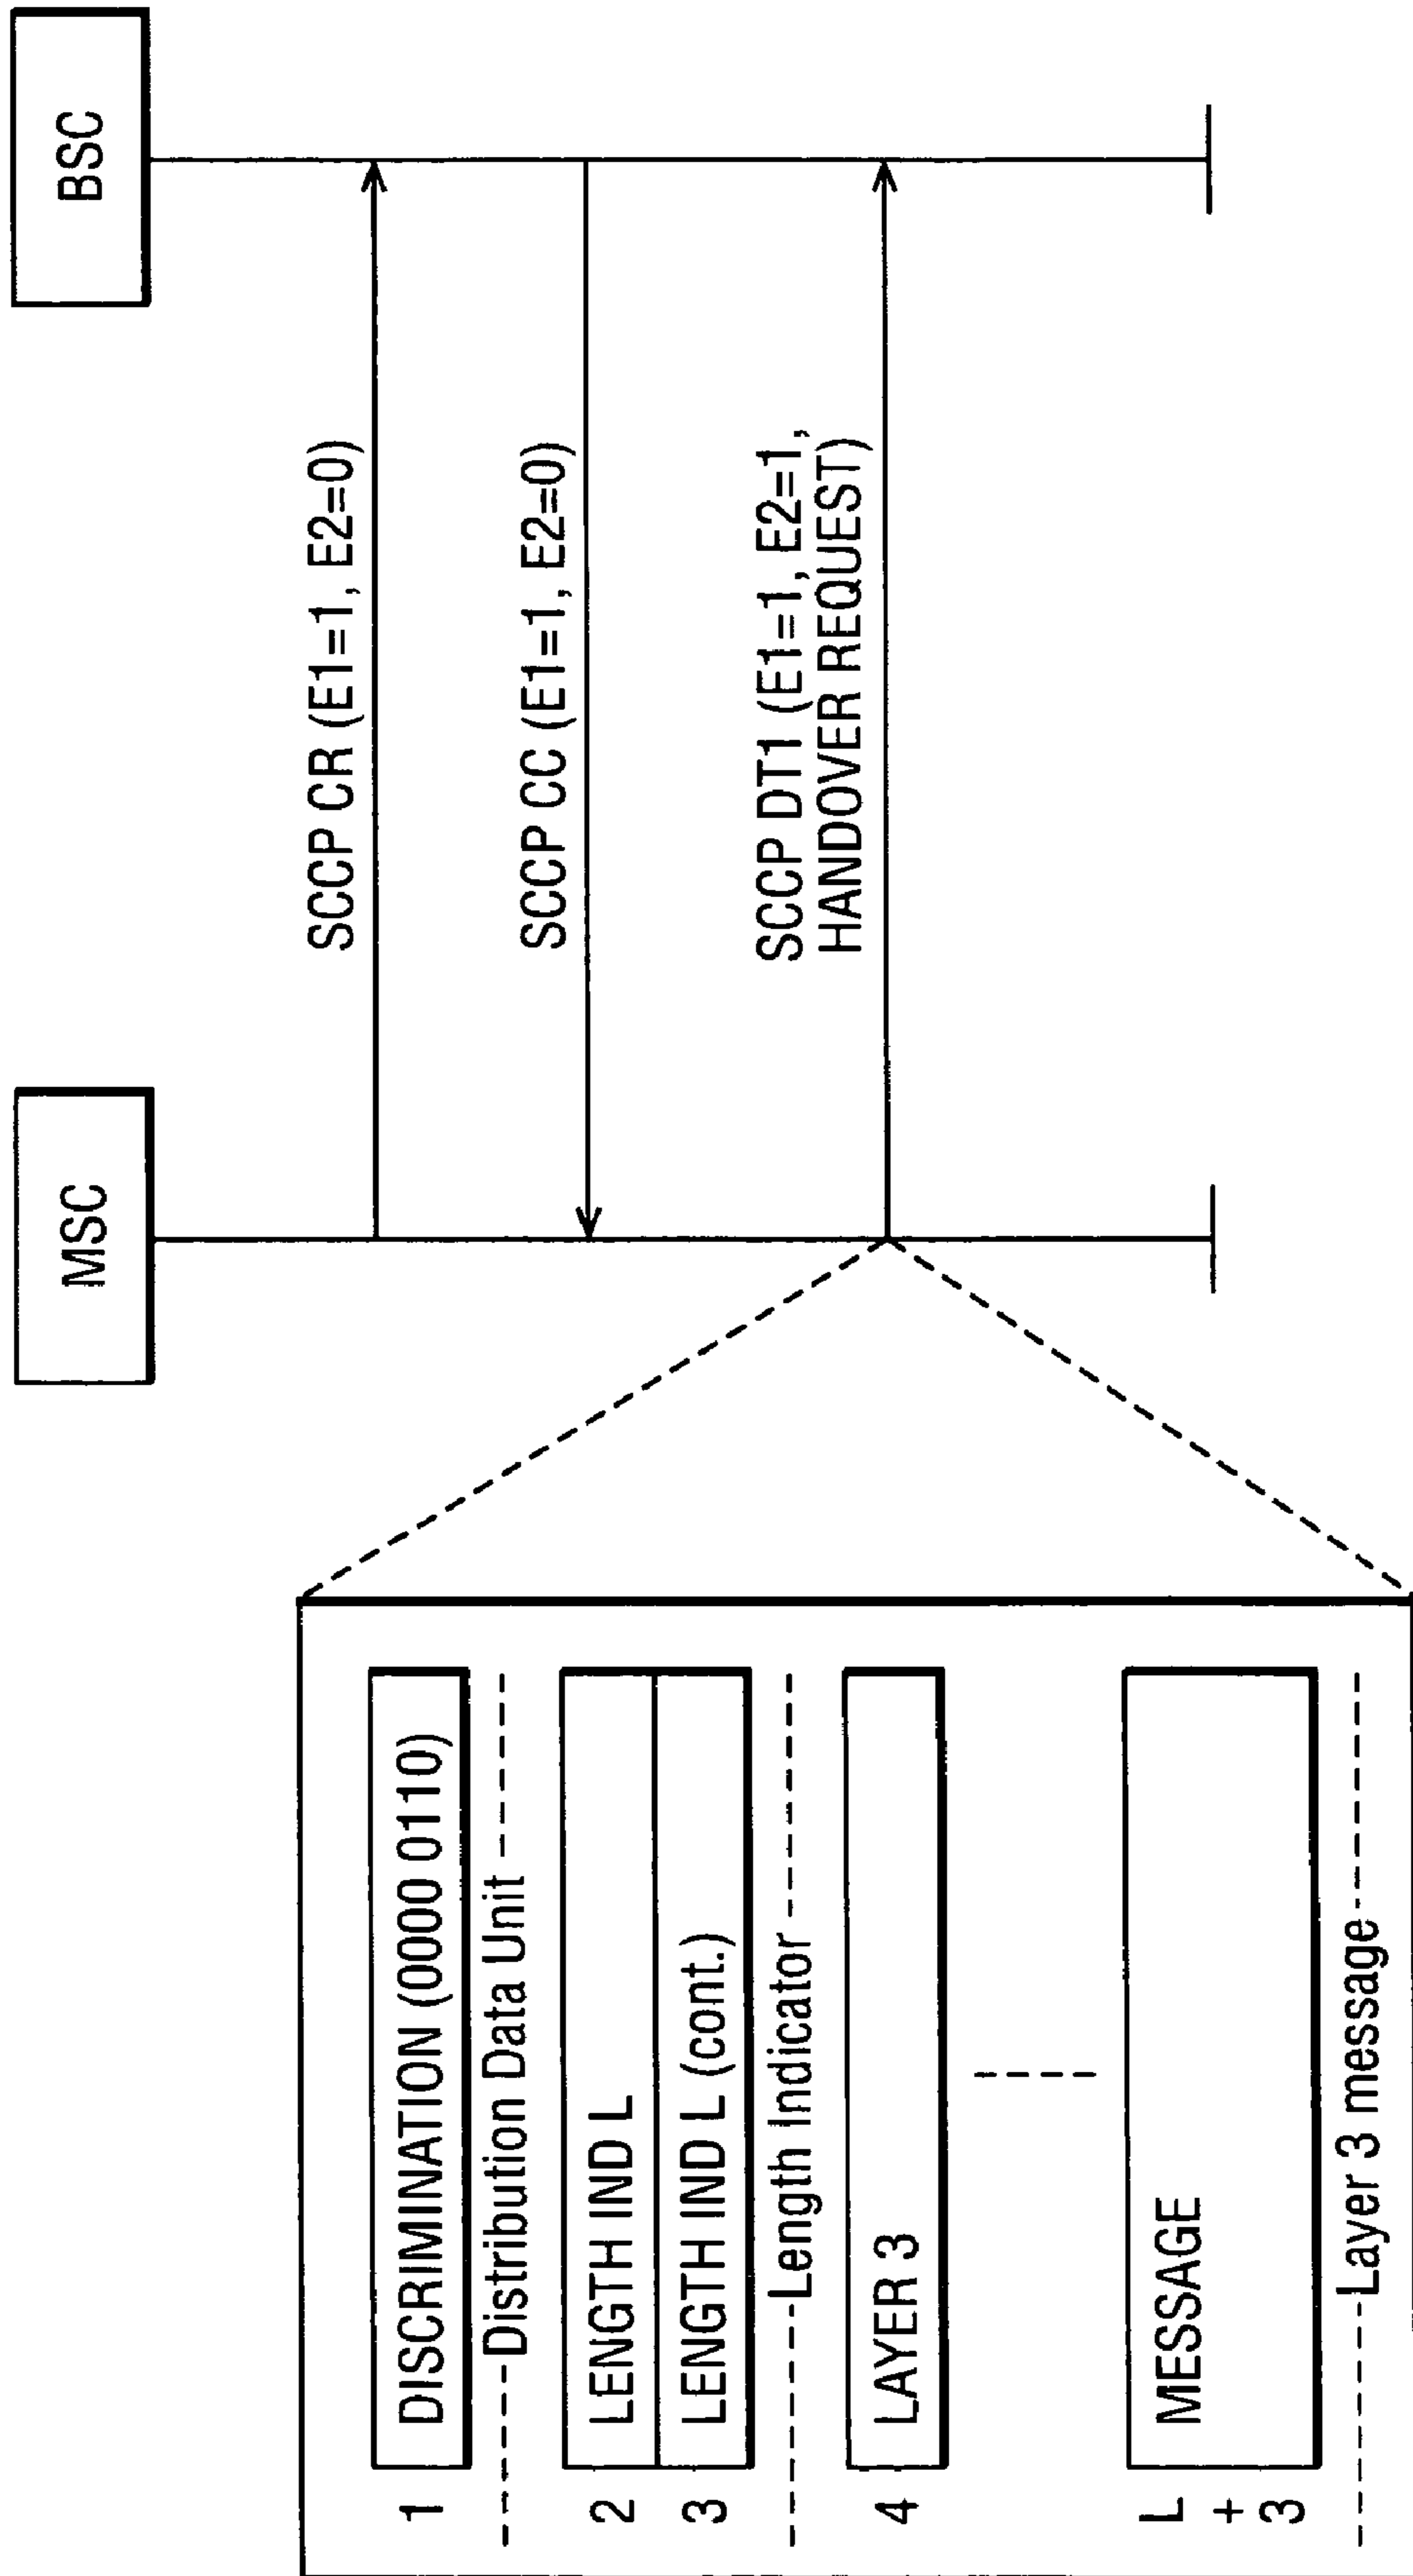 MSC
BSC
SCCP CR (E1=1, E2=0)
SCCP CC (E1=1, E2=0)
SCCP DT1 (E1=1, E2=1,
HANDOVER REQUEST)
1 DISCRIMINATION (0000 0110)
Distribution Data Unit
2 LENGTH IND L
3 LENGTH IND L (cont.)
Length Indicator
4 LAYER 3
L
+
3
MESSAGE
Layer 3 message